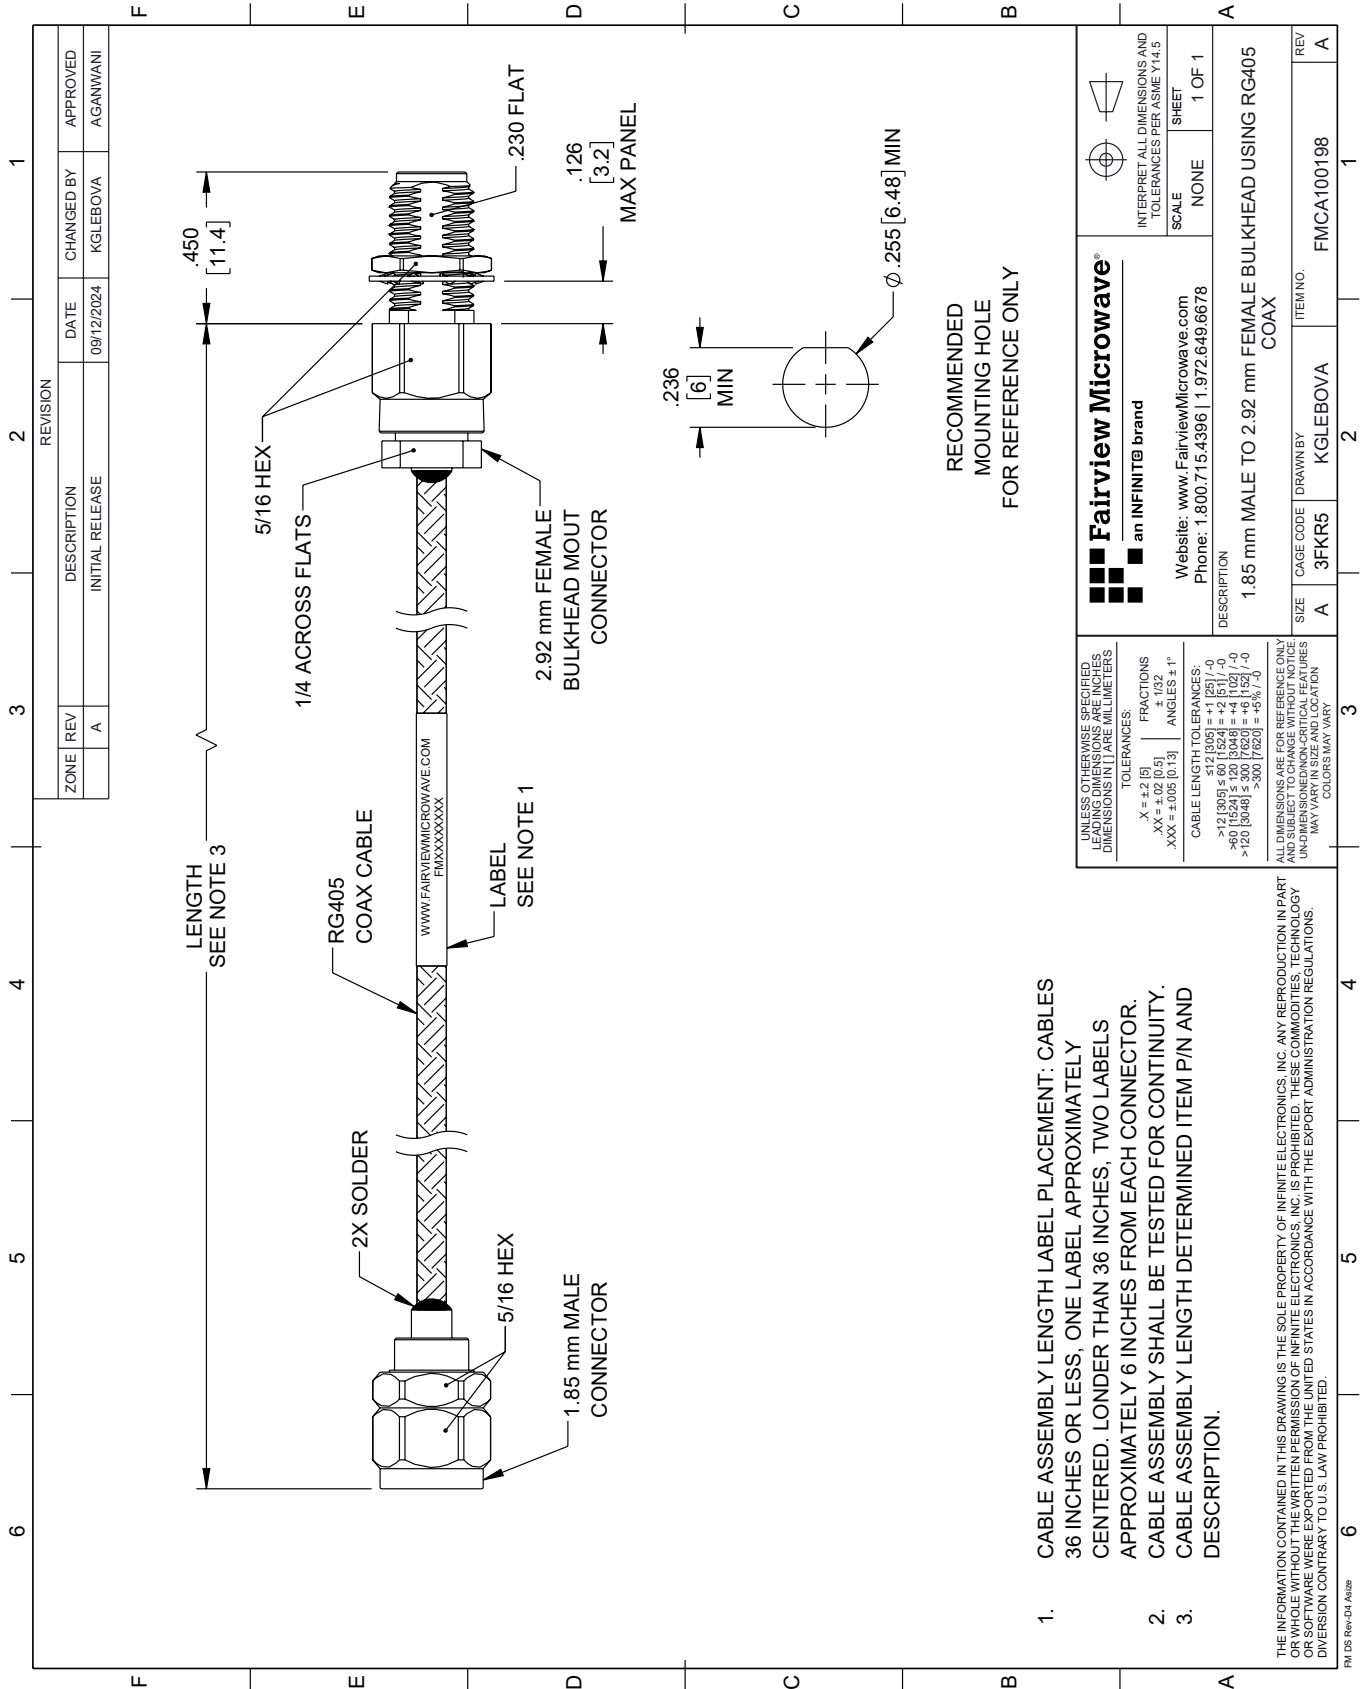 6
5
4
3
2
1
F
E
D
C
B
A
F
E
D
C
B
A
REVISION
ZONE
REV
DESCRIPTION
DATE
CHANGED BY
APPROVED
A
INITIAL RELEASE
09/12/2024
KGLEBOVA
AGANWANI
LENGTH
SEE NOTE 3
.450
[11.4]
5/16 HEX
1/4 ACROSS FLATS
2X SOLDER
RG405
COAX CABLE
WWW.FAIRVIEWMICROWAVE.COM
FMXXXXXXXX
LABEL
SEE NOTE 1
5/16 HEX
1.85 mm MALE
CONNECTOR
2.92 mm FEMALE
BULKHEAD MOUT
CONNECTOR
.230 FLAT
.126
[3.2]
MAX PANEL
.236
[6]
MIN
Ø.255 [6.48] MIN
RECOMMENDED
MOUNTING HOLE
FOR REFERENCE ONLY
1. CABLE ASSEMBLY LENGTH LABEL PLACEMENT: CABLES
36 INCHES OR LESS, ONE LABEL APPROXIMATELY
CENTERED. LONDER THAN 36 INCHES, TWO LABELS
APPROXIMATELY 6 INCHES FROM EACH CONNECTOR.
2. CABLE ASSEMBLY SHALL BE TESTED FOR CONTINUITY.
3. CABLE ASSEMBLY LENGTH DETERMINED ITEM P/N AND
DESCRIPTION.
THE INFORMATION CONTAINED IN THIS DRAWING IS THE SOLE PROPERTY OF INFINITE ELECTRONICS, INC. ANY REPRODUCTION IN PART
OR WHOLE WITHOUT THE WRITTEN PERMISSION OF INFINITE ELECTRONICS, INC. IS PROHIBITED. THESE COMMODITIES, TECHNOLOGY
OR SOFTWARE WERE EXPORTED FROM THE UNITED STATES IN ACCORDANCE WITH THE EXPORT ADMINISTRATION REGULATIONS.
DIVERSION CONTRARY TO U.S. LAW PROHIBITED.
UNLESS OTHERWISE SPECIFIED
LEADING DIMENSIONS ARE INCHES
DIMENSIONS IN [ ] ARE MILLIMETERS
TOLERANCES:
.X = ±.2 [5]
.XX = ±.02 [0.5]
.XXX = ±.005 [0.13]
FRACTIONS
± 1/32
ANGLES ± 1°
CABLE LENGTH TOLERANCES:
≤12 [305] = +1 [25] / -0
>12 [305] ≤ 60 [1524] = +2 [51] / -0
>60 [1524] ≤ 120 [3048] = +4 [102] / -0
>120 [3048] ≤ 300 [7620] = +6 [152] / -0
>300 [7620] = +5% / -0
ALL DIMENSIONS ARE FOR REFERENCE ONLY
AND SUBJECT TO CHANGE WITHOUT NOTICE.
UN-DIMENSIONED/NON-CRITICAL FEATURES
MAY VARY IN SIZE AND LOCATION
COLORS MAY VARY
Fairview Microwave®
an INFINIT@ brand
Website: www.FairviewMicrowave.com
Phone: 1.800.715.4396 | 1.972.649.6678
INTERPRET ALL DIMENSIONS AND
TOLERANCES PER ASME Y14.5
SCALE
NONE
SHEET
1 OF 1
DESCRIPTION
1.85 mm MALE TO 2.92 mm FEMALE BULKHEAD USING RG405
COAX
SIZE
A
CAGE CODE
3FKR5
DRAWN BY
KGLEBOVA
ITEM NO.
FMCA100198
REV
A
FM DS Rev-D4 Asize
6
5
4
3
2
1